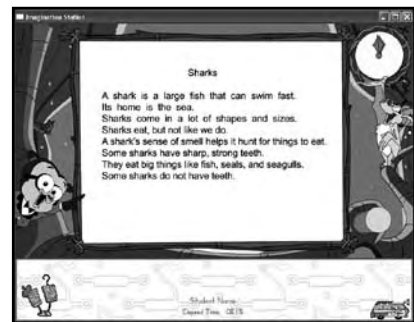 Imagination Station
Sharks
A shark is a large fish that can swim fast.
Its home is the sea.
Sharks come in a lot of shapes and sizes.
Sharks eat, but not like we do.
A shark's sense of smell helps it hunt for things to eat.
Some sharks have sharp, strong teeth.
They eat big things like fish, seals, and seagulls.
Some sharks do not have teeth.
Student Name
Elapsed Time: